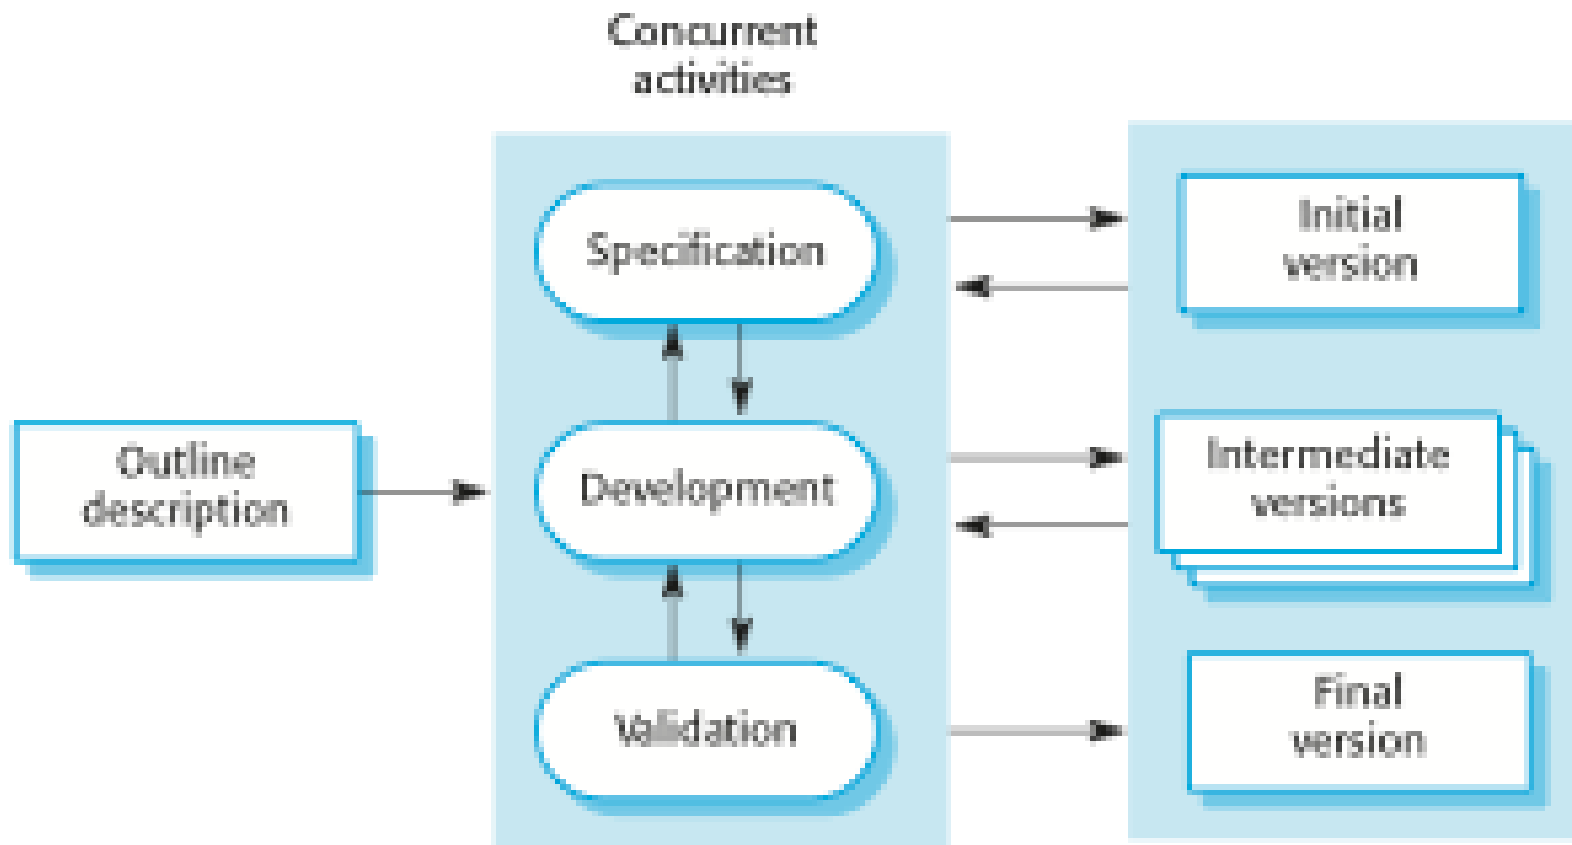 Concurrent
activities
Specification
Initial
version
Outline
description
Development
Intermediate
versions
Validation
Final
version